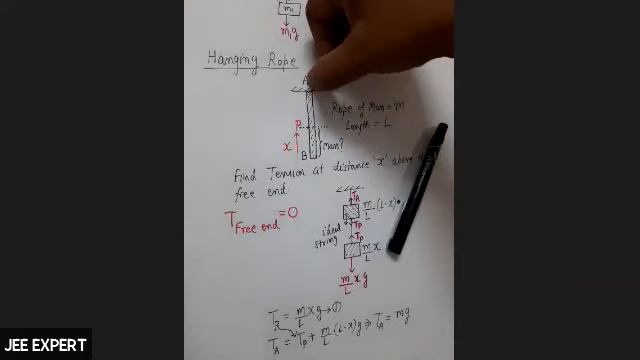 m₁
m₁g
Hanging Rope
A
Rope of Mass = m
Length = L
P
x
Mass?
B
Find Tension at distance 'x' above
free end.
T Free end = 0
T_A
m/L (L-x)
T_P
ideal
string
T_P
m/L x
m/L x g
T_P = m/L x g → ①
T_A = T_P + m/L (L-x)g ⇒ T_A = mg
JEE EXPERT